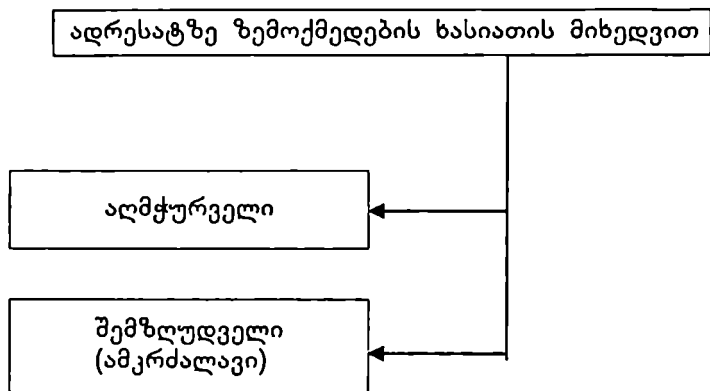 ადრესატზე ზემოქმედების ხასიათის მიხედვით
აღმჭურველი
შემზღუდველი
(ამკრძალავი)